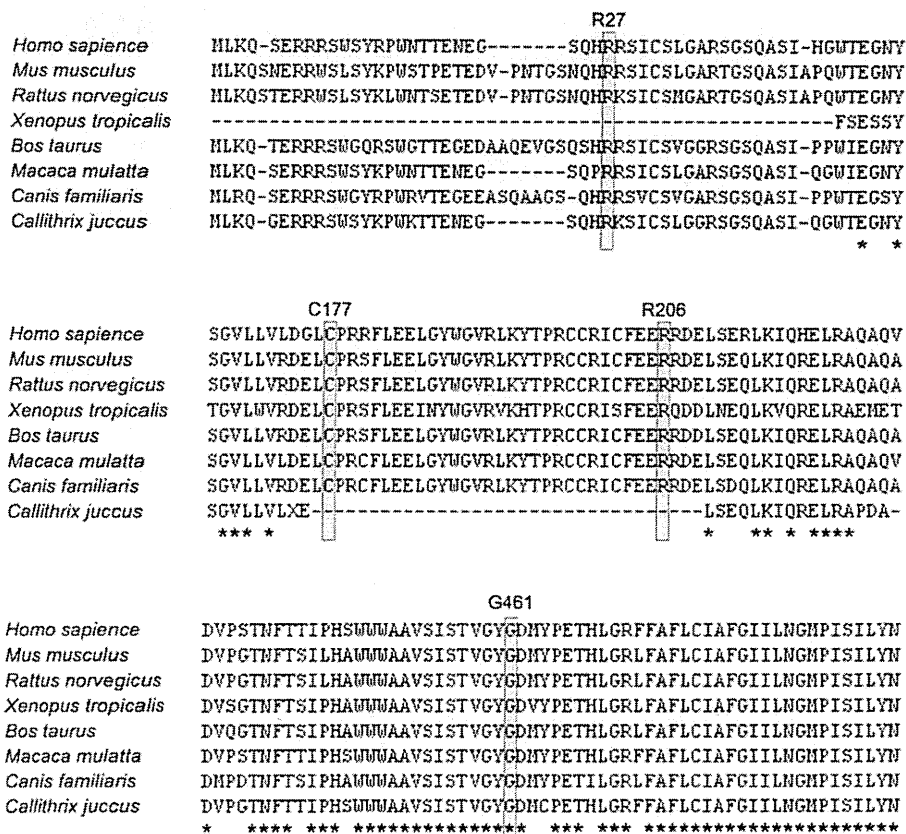 R27
Homo sapience MLKQ-SERRRSWSYRPWNTTENEG-------SQHRRSICSLGARSGSQASI-HGWTEGNY
Mus musculus MLKQSNERRWSLSYKPWSTPETEDV-PNTGSNQHRRSICSLGARTGSQASIAPQWTEGNY
Rattus norvegicus MLKQSTERRWSLSYKLWNTSETEDV-PNTGSNQHRKSICSMGARTGSQASIAPQWTEGNY
Xenopus tropicalis ------------------------------------------------------FSESSY
Bos taurus MLKQ-TERRRSWGQRSWGTTEGEDAAQEVGSQSHRRSICSVGGRSGSQASI-PPWIEGNY
Macaca mulatta MLKQ-SERRRSWSYKPWNTTENEG-------SQPRRSICSLGARSGSQASI-QGWIEGNY
Canis familiaris MLRQ-SERRRSWGYRPWRVTEGEEASQAAGS-QHRRSVCSVGARSGSQASI-PPWTEGSY
Callithrix juccus MLKQ-GERRRSWSYKPWKTTENEG-------SQHRKSICSLGGRSGSQASI-QGWTEGNY
* *
C177 R206
Homo sapience SGVLLVLDGLCPRRFLEELGYWGVRLKYTPRCCRICFEERRDELSERLKIQHELRAQAQV
Mus musculus SGVLLVRDELCPRSFLEELGYWGVRLKYTPRCCRICFEERRDELSEQLKIQRELRAQAQA
Rattus norvegicus SGVLLVRDELCPRSFLEELGYWGVRLKYTPRCCRICFEERRDELSEQLKIQRELRAQAQA
Xenopus tropicalis TGVLWVRDELCPRSFLEEINYWGVRVKHTPRCCRISFEERQDDLNEQLKVQRELRAEMET
Bos taurus SGVLLVRDELCPRSFLEELGYWGVRLKYTPRCCRICFEERRDDLSEQLKIQRELRAQAQA
Macaca mulatta SGVLLVLDELCPRCFLEELGYWGVRLKYTPRCCRICFEERRDELSEQLKIQRELRAQAQV
Canis familiaris SGVLLVRDELCPRCFLEELGYWGVRLKYTPRCCRICFEERRDELSDQLKIQRELRAQAQA
Callithrix juccus SGVLLVLXE---------------------------------LSEQLKIQRELRAPDA-
*** * * ** * ****
G461
Homo sapience DVPSTNFTTIPHSWWWAAVSISTVGYGDMYPETHLGRFFAFLCIAFGIILNGMPISILYN
Mus musculus DVPGTNFTSILHAWWWAAVSISTVGYGDMYPETHLGRLFAFLCIAFGIILNGMPISILYN
Rattus norvegicus DVPGTNFTSILHAWWWAAVSISTVGYGDMYPETHLGRLFAFLCIAFGIILNGMPISILYN
Xenopus tropicalis DVSGTNFTSIPHAWWWAAVSISTVGYGDVYPETHLGRFFAFLCIAFGIILNGMPISILYN
Bos taurus DVQGTNFTSIPHAWWWAAVSISTVGYGDMYPETHLGRFFAFLCIAFGIILNGMPISILYN
Macaca mulatta DVPSTNFTTIPHAWWWAAVSISTVGYGDMYPETHLGRFFAFLCIAFGIILNGMPISILYN
Canis familiaris DMPDTNFTSIPHAWWWAAVSISTVGYGDMYPETILGRLFAFLCIAFGIILNGMPISILYN
Callithrix juccus DVPGTNFTTIPHAWWWAAVSISTVGYGDMCPETHLGRFFAFLCIAFGIILNGMPISILYN
* **** *** *************** *** *** **********************